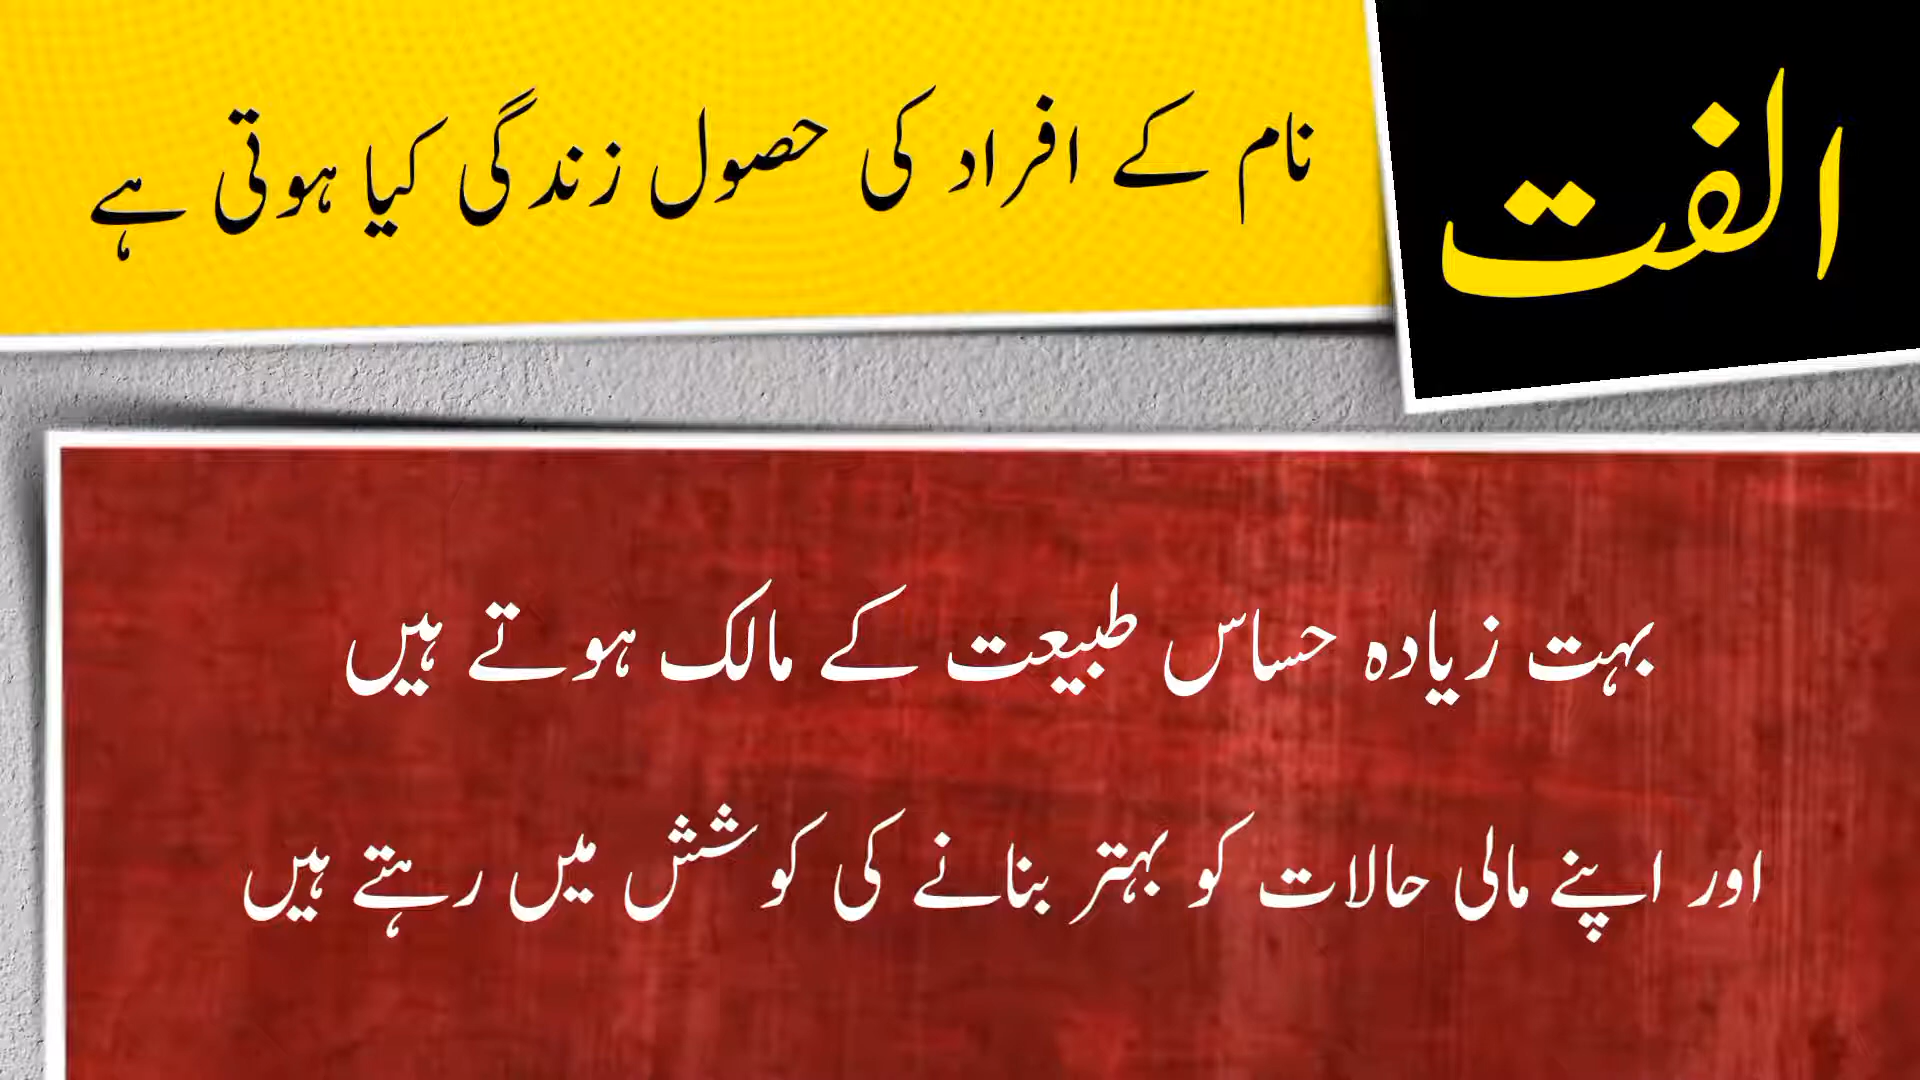 الفت
نام کے افراد کی حصول زندگی کیا ہوتی ہے
بہت زیادہ حساس طبیعت کے مالک ہوتے ہیں
اور اپنے مالی حالات کو بہتر بنانے کی کوشش میں رہتے ہیں